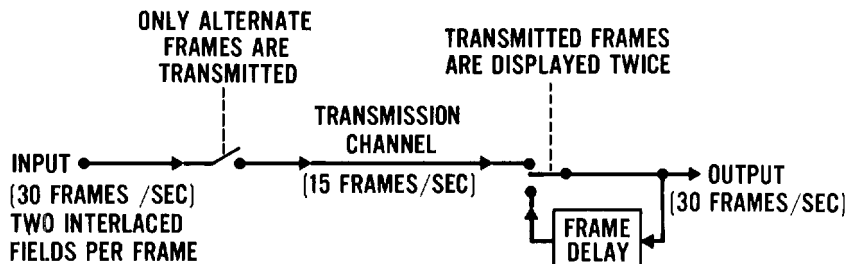 ONLY ALTERNATE
FRAMES ARE
TRANSMITTED
TRANSMITTED FRAMES
ARE DISPLAYED TWICE
TRANSMISSION
CHANNEL
(15 FRAMES/SEC)
INPUT
(30 FRAMES /SEC)
TWO INTERLACED
FIELDS PER FRAME
OUTPUT
(30 FRAMES/SEC)
FRAME
DELAY